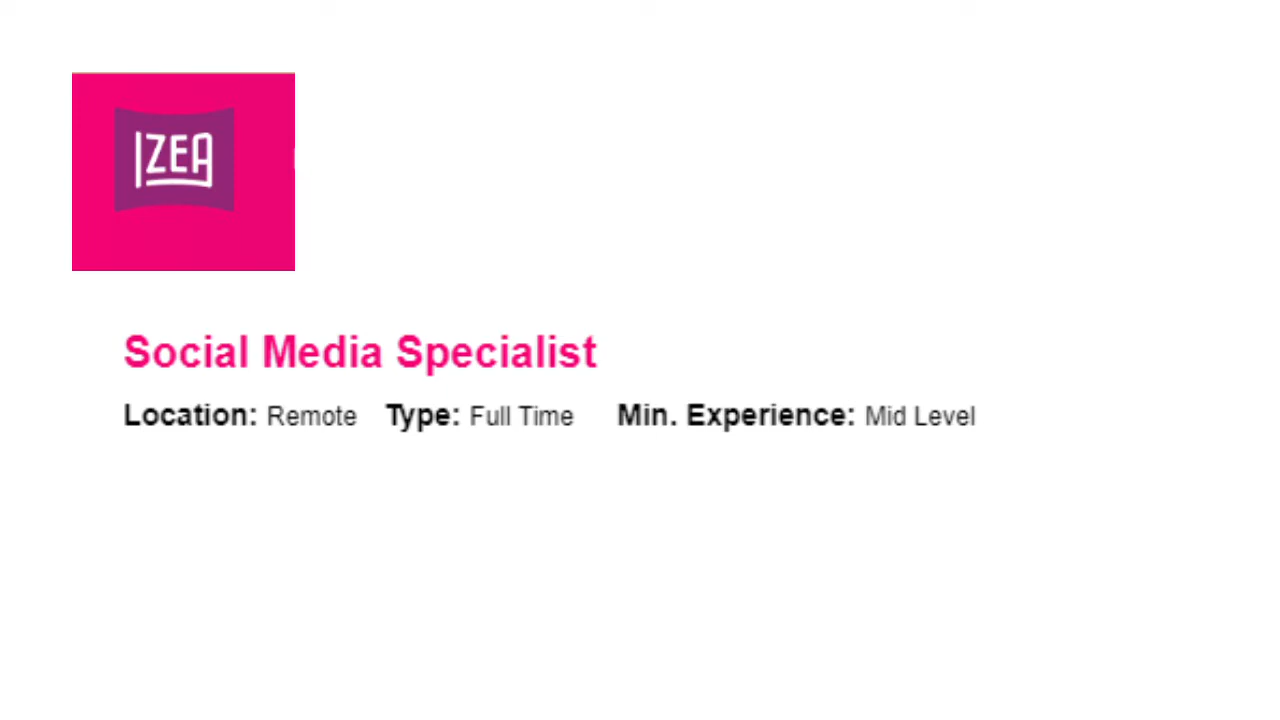 IZEA
Social Media Specialist
Location: Remote Type: Full Time Min. Experience: Mid Level